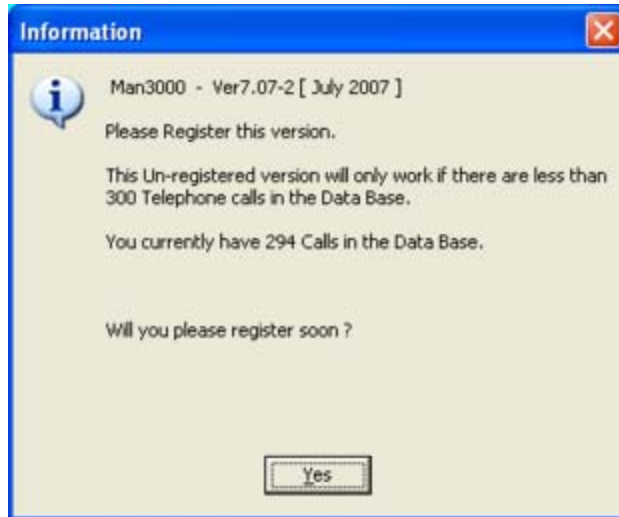 Information
Man3000 - Ver7.07-2 [ July 2007 ]
Please Register this version.
This Un-registered version will only work if there are less than
300 Telephone calls in the Data Base.
You currently have 294 Calls in the Data Base.
Will you please register soon ?
Yes